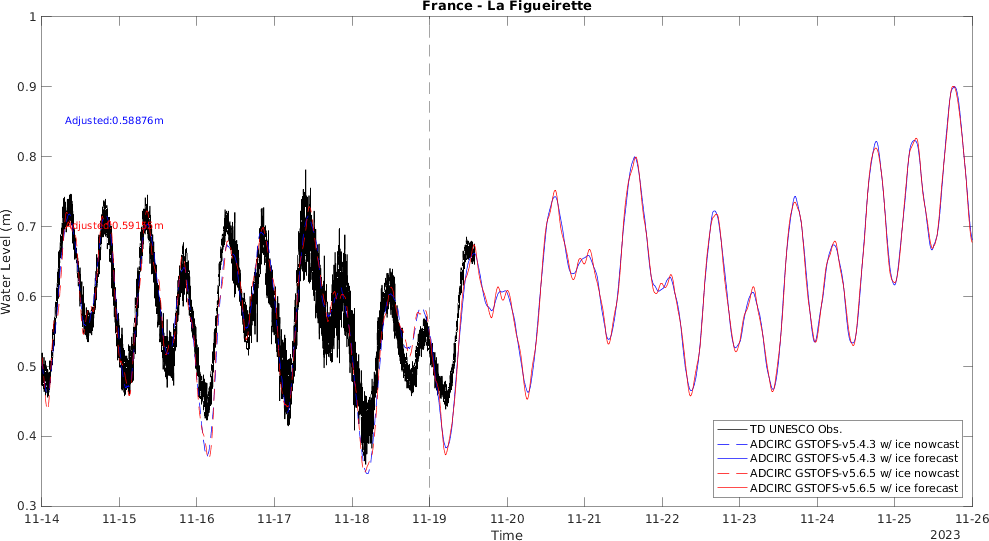 France - La Figueirette
1
0.9
0.8
0.7
0.6
0.5
0.4
0.3
Water Level (m)
Adjusted:0.58876m
TD UNESCO Obs.
ADCIRC GSTOFS-v5.4.3 w/ ice nowcast
ADCIRC GSTOFS-v5.4.3 w/ ice forecast
ADCIRC GSTOFS-v5.6.5 w/ ice nowcast
ADCIRC GSTOFS-v5.6.5 w/ ice forecast
11-14 11-15 11-16 11-17 11-18 11-19 11-20 11-21 11-22 11-23 11-24 11-25 11-26
Time
2023